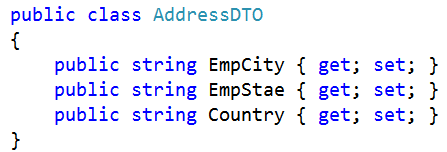 public class AddressDTO
{
    public string EmpCity { get; set; }
    public string EmpStae { get; set; }
    public string Country { get; set; }
}